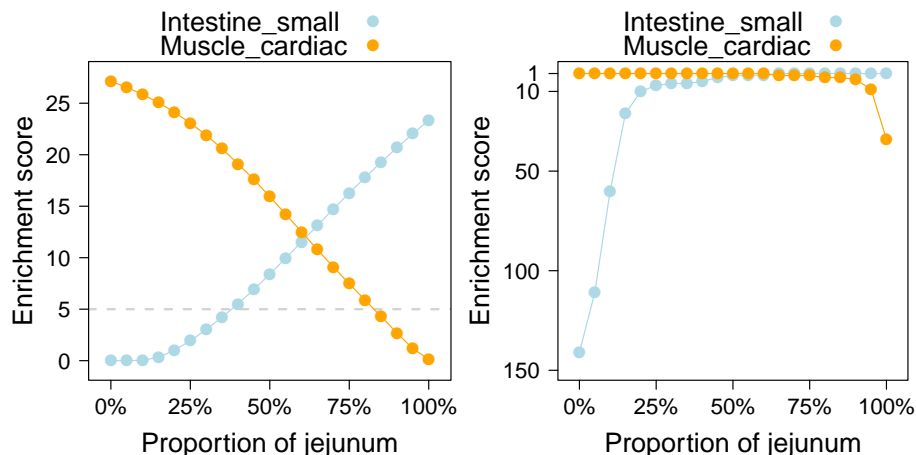 Intestine_small
Muscle_cardiac
Enrichment score
25
20
15
10
5
0
0% 25% 50% 75% 100%
Proportion of jejunum
Intestine_small
Muscle_cardiac
Enrichment score
1
10
50
100
150
0% 25% 50% 75% 100%
Proportion of jejunum